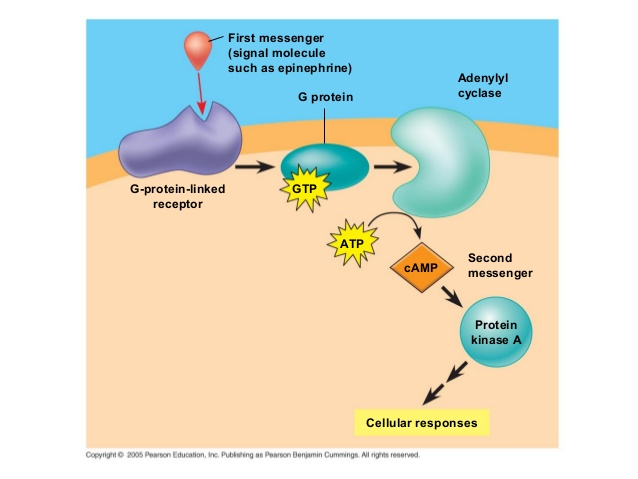 First messenger
(signal molecule
such as epinephrine)
G protein
Adenylyl
cyclase
G-protein-linked
receptor
GTP
ATP
cAMP
Second
messenger
Protein
kinase A
Cellular responses
Copyright © 2005 Pearson Education, Inc. Publishing as Pearson Benjamin Cummings. All rights reserved.